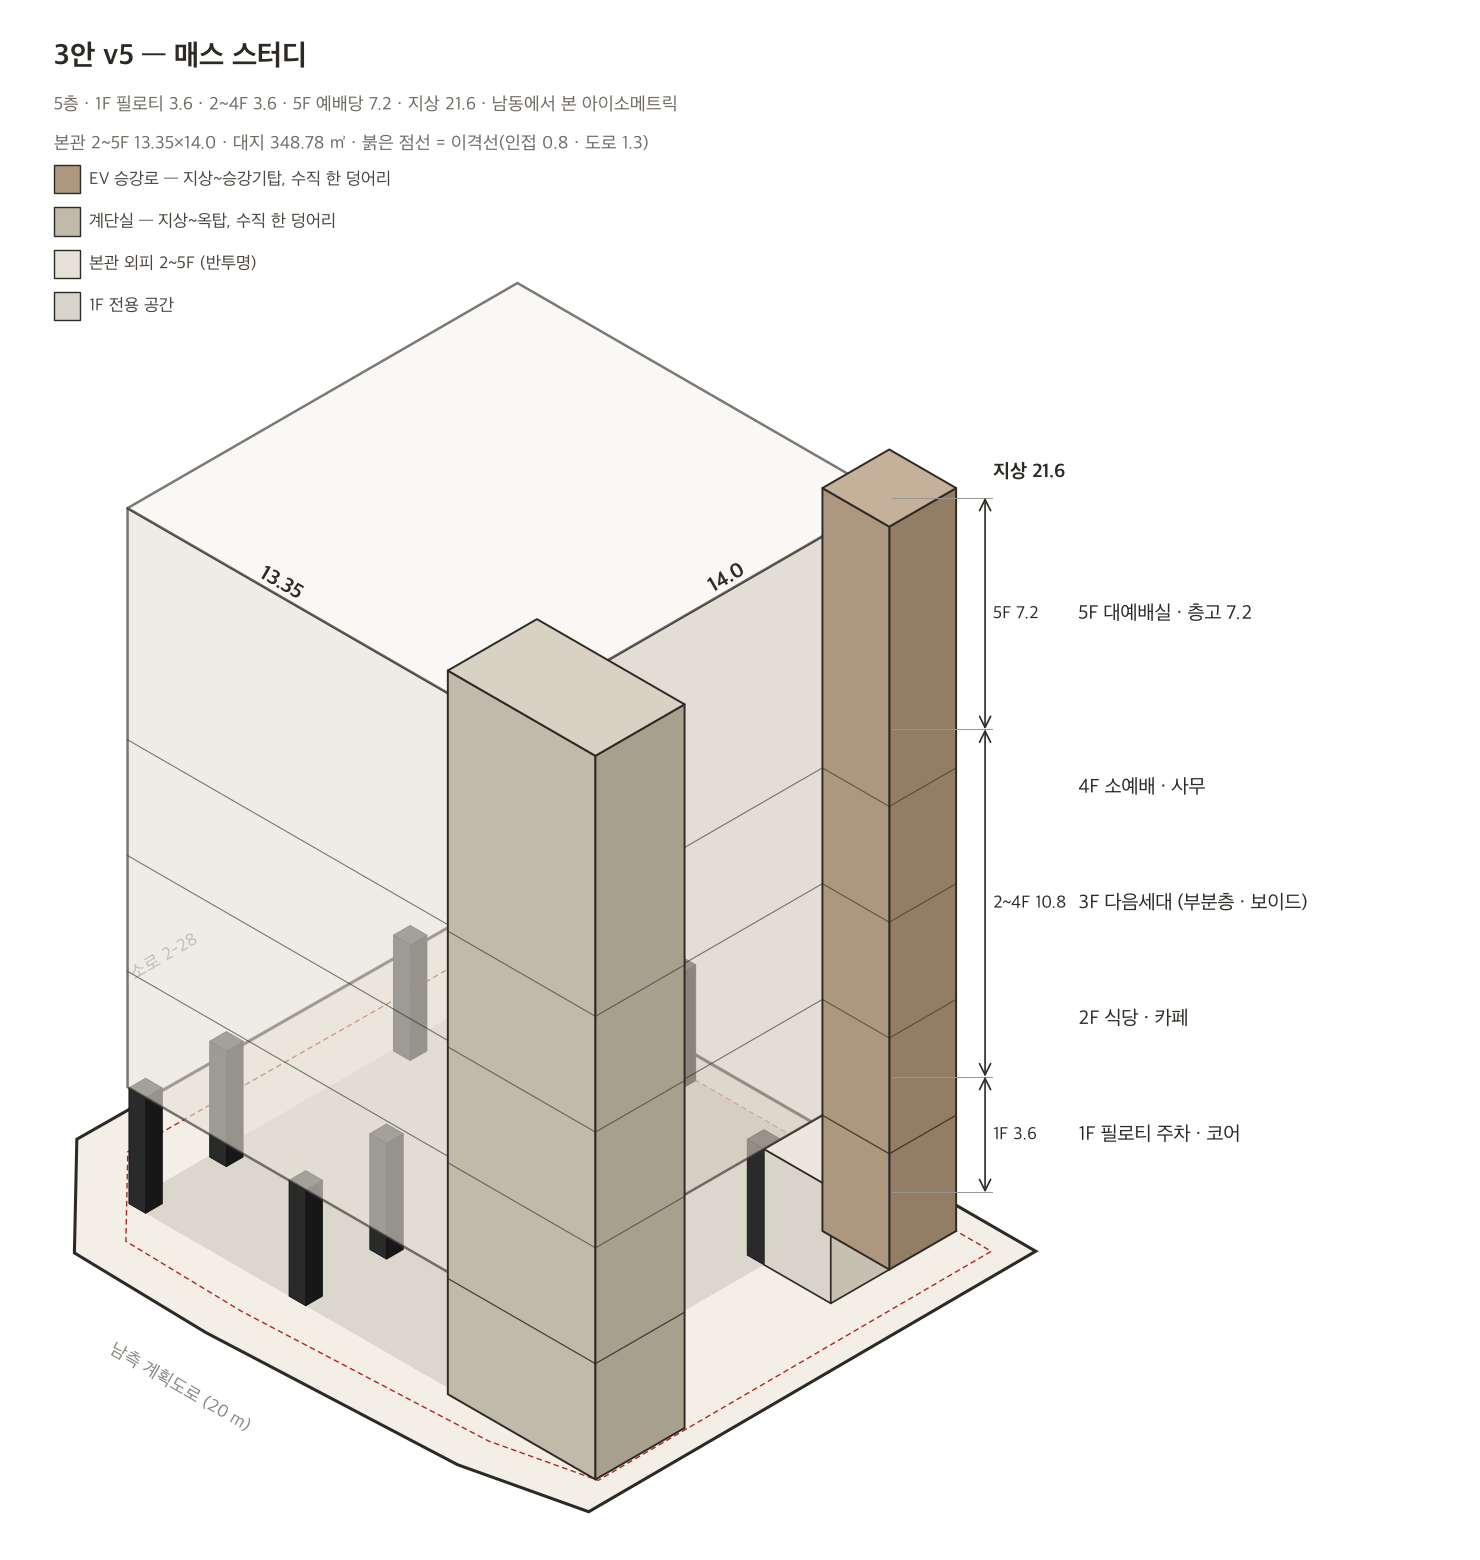 3안 v5 — 매스 스터디
5층 · 1F 필로티 3.6 · 2~4F 3.6 · 5F 예배당 7.2 · 지상 21.6 · 남동에서 본 아이소메트릭
본관 2~5F 13.35×14.0 · 대지 348.78 ㎡ · 붉은 점선 = 이격선(인접 0.8 · 도로 1.3)
EV 승강로 — 지상~승강기탑, 수직 한 덩어리
계단실 — 지상~옥탑, 수직 한 덩어리
본관 외피 2~5F (반투명)
1F 전용 공간
지상 21.6
13.35
14.0
5F 7.2
5F 대예배실 · 층고 7.2
4F 소예배 · 사무
2~4F 10.8
3F 다음세대 (부분층 · 보이드)
소로 2-28
2F 식당 · 카페
1F 3.6
1F 필로티 주차 · 코어
남측 계획도로 (20 m)